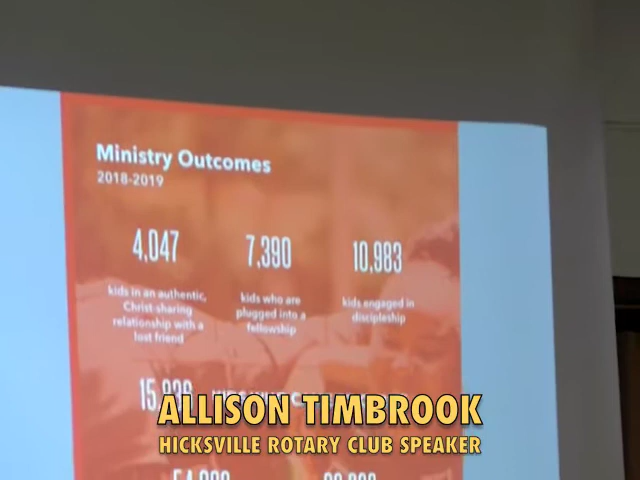 Ministry Outcomes
2018-2019
4,047
7,390
10,983
kids in an authentic,
Christ-sharing
relationship with a
lost friend
kids who are
plugged into a
fellowship
kids engaged in
discipleship
ALLISON TIMBROOK
HICKSVILLE ROTARY CLUB SPEAKER